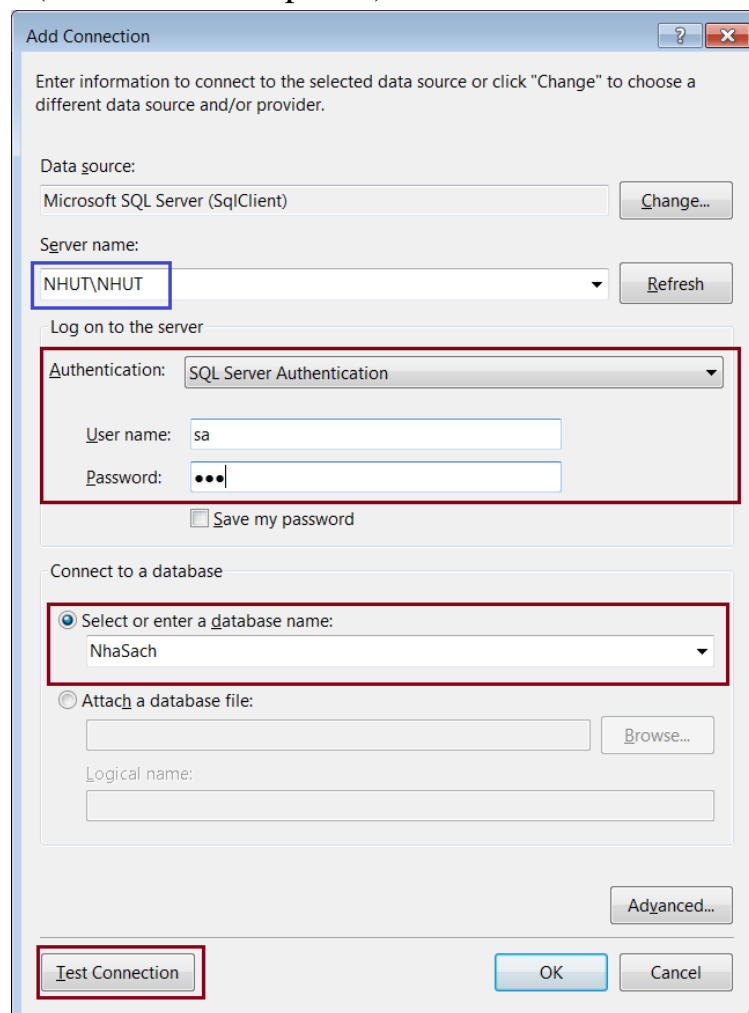 Add Connection
Enter information to connect to the selected data source or click "Change" to choose a
different data source and/or provider.
Data source:
Microsoft SQL Server (SqlClient)
Change...
Server name:
NHUT\NHUT
Refresh
Log on to the server
Authentication:
SQL Server Authentication
User name:
sa
Password:
●●●
Save my password
Connect to a database
Select or enter a database name:
NhaSach
Attach a database file:
Browse...
Logical name:
Advanced...
Test Connection
OK
Cancel